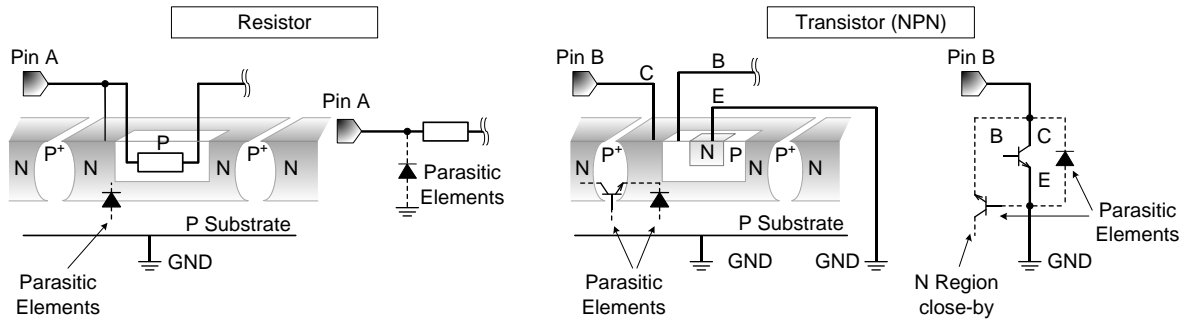 Resistor
Transistor (NPN)
Pin A
Pin B
Pin B
C
B
E
Pin A
N
P+
N
P
P+
N
N
P+
N
N
P
P+
N
N
B
C
E
Parasitic
Elements
P Substrate
P Substrate
GND
GND
GND
GND
Parasitic
Elements
Parasitic
Elements
Parasitic
Elements
N Region
close-by